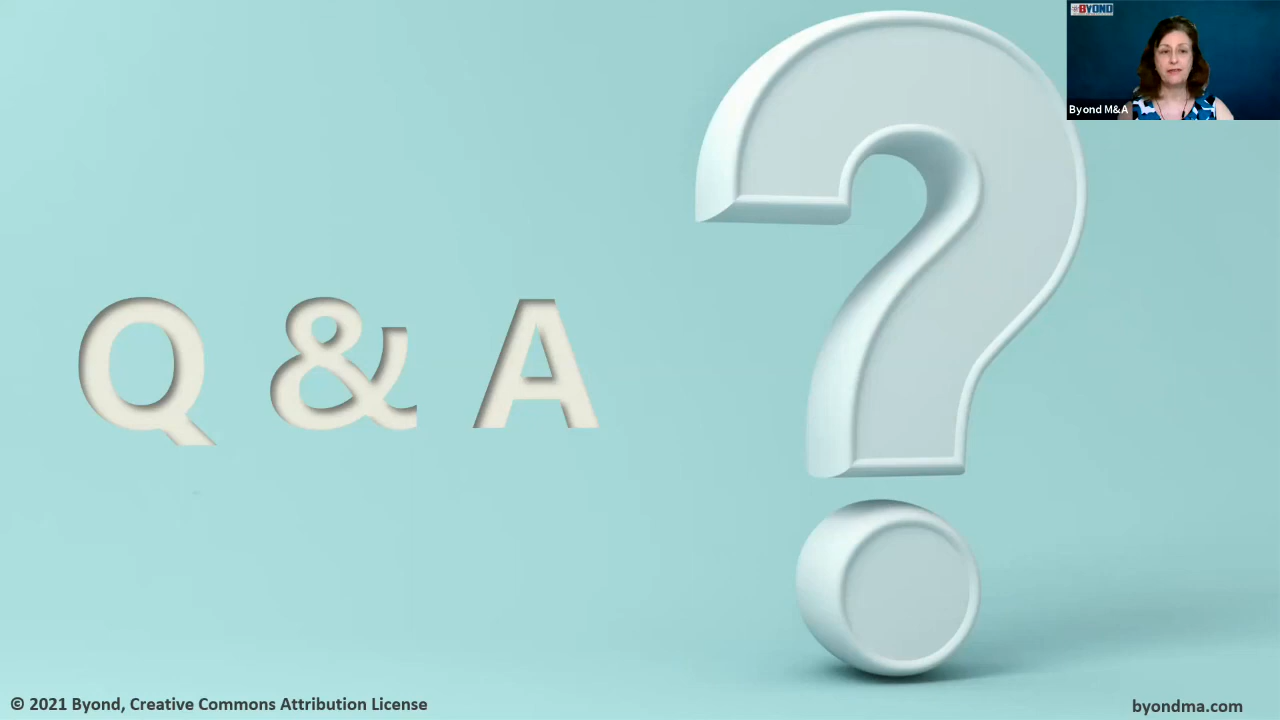 BYOND
Byond M&A
Q & A
?
© 2021 Byond, Creative Commons Attribution License
byondma.com